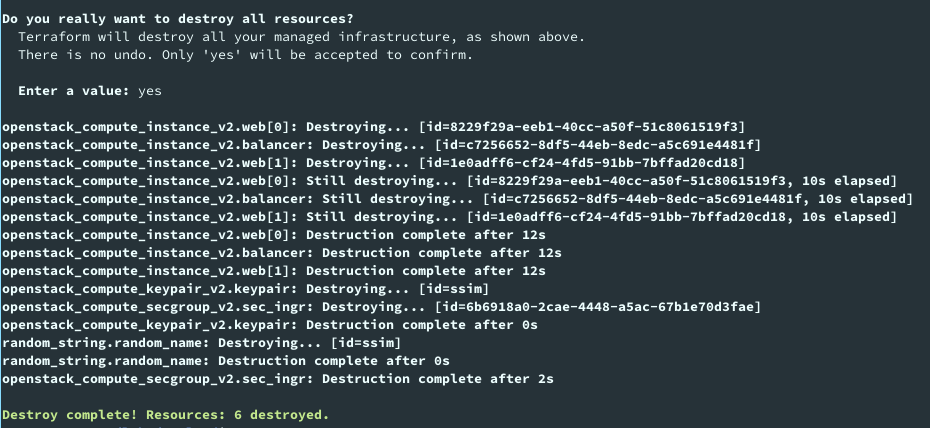 Do you really want to destroy all resources?
Terraform will destroy all your managed infrastructure, as shown above.
There is no undo. Only 'yes' will be accepted to confirm.
Enter a value: yes
openstack_compute_instance_v2.web[0]: Destroying... [id=8229f29a-eeb1-40cc-a50f-51c8061519f3]
openstack_compute_instance_v2.balancer: Destroying... [id=c7256652-8df5-44eb-8edc-a5c691e4481f]
openstack_compute_instance_v2.web[1]: Destroying... [id=1e0adff6-cf24-4fd5-91bb-7bffad20cd18]
openstack_compute_instance_v2.web[0]: Still destroying... [id=8229f29a-eeb1-40cc-a50f-51c8061519f3, 10s elapsed]
openstack_compute_instance_v2.balancer: Still destroying... [id=c7256652-8df5-44eb-8edc-a5c691e4481f, 10s elapsed]
openstack_compute_instance_v2.web[1]: Still destroying... [id=1e0adff6-cf24-4fd5-91bb-7bffad20cd18, 10s elapsed]
openstack_compute_instance_v2.web[0]: Destruction complete after 12s
openstack_compute_instance_v2.balancer: Destruction complete after 12s
openstack_compute_instance_v2.web[1]: Destruction complete after 12s
openstack_compute_keypair_v2.keypair: Destroying... [id=ssim]
openstack_compute_secgroup_v2.sec_ingr: Destroying... [id=6b6918a0-2cae-4448-a5ac-67b1e70d3fae]
openstack_compute_keypair_v2.keypair: Destruction complete after 0s
random_string.random_name: Destroying... [id=ssim]
random_string.random_name: Destruction complete after 0s
openstack_compute_secgroup_v2.sec_ingr: Destruction complete after 2s
Destroy complete! Resources: 6 destroyed.